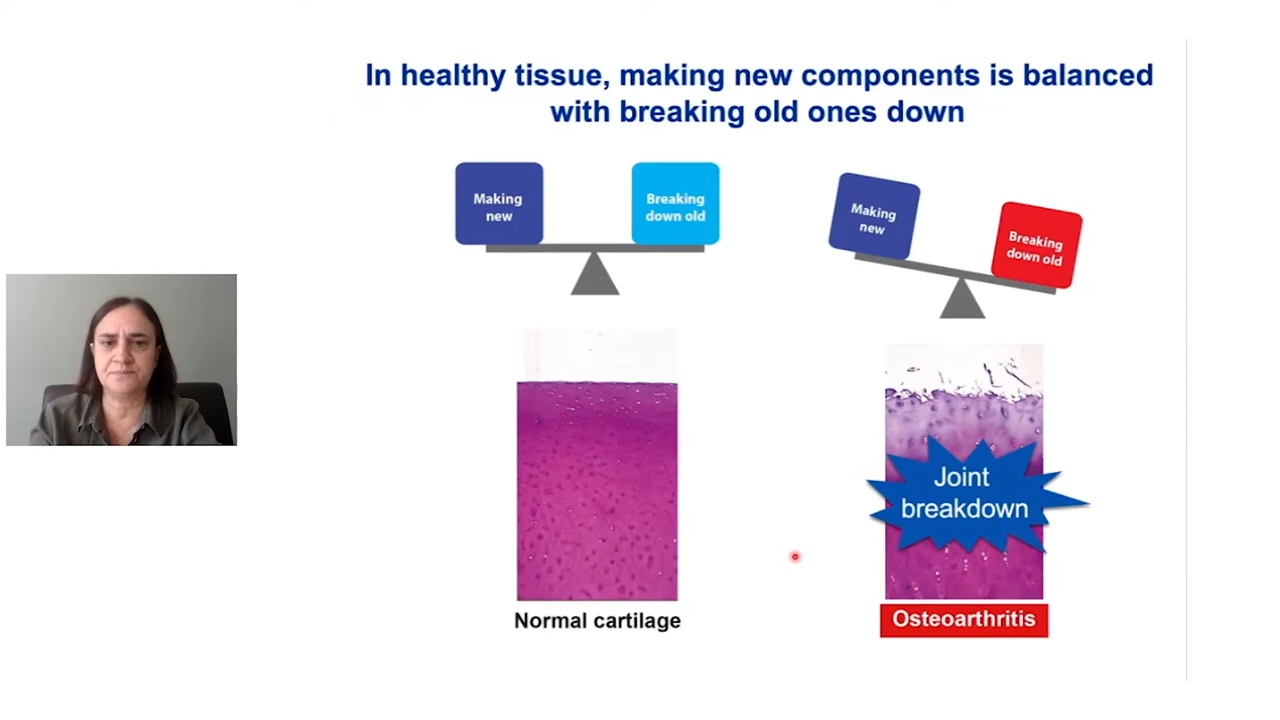 In healthy tissue, making new components is balanced
with breaking old ones down
Making
new
Breaking
down old
Making
new
Breaking
down old
Joint
breakdown
Normal cartilage
Osteoarthritis